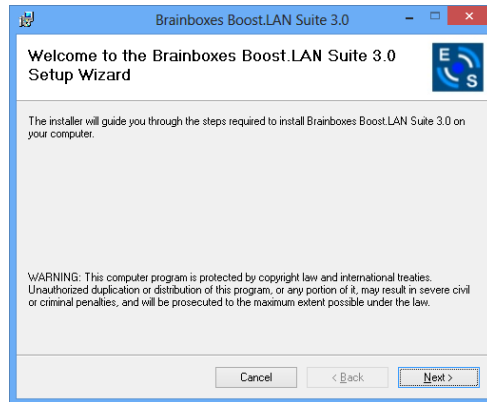 Brainboxes Boost.LAN Suite 3.0
Welcome to the Brainboxes Boost.LAN Suite 3.0
Setup Wizard
E
S
The installer will guide you through the steps required to install Brainboxes Boost.LAN Suite 3.0 on
your computer.
WARNING: This computer program is protected by copyright law and international treaties.
Unauthorized duplication or distribution of this program, or any portion of it, may result in severe civil
or criminal penalties, and will be prosecuted to the maximum extent possible under the law.
Cancel < Back Next >